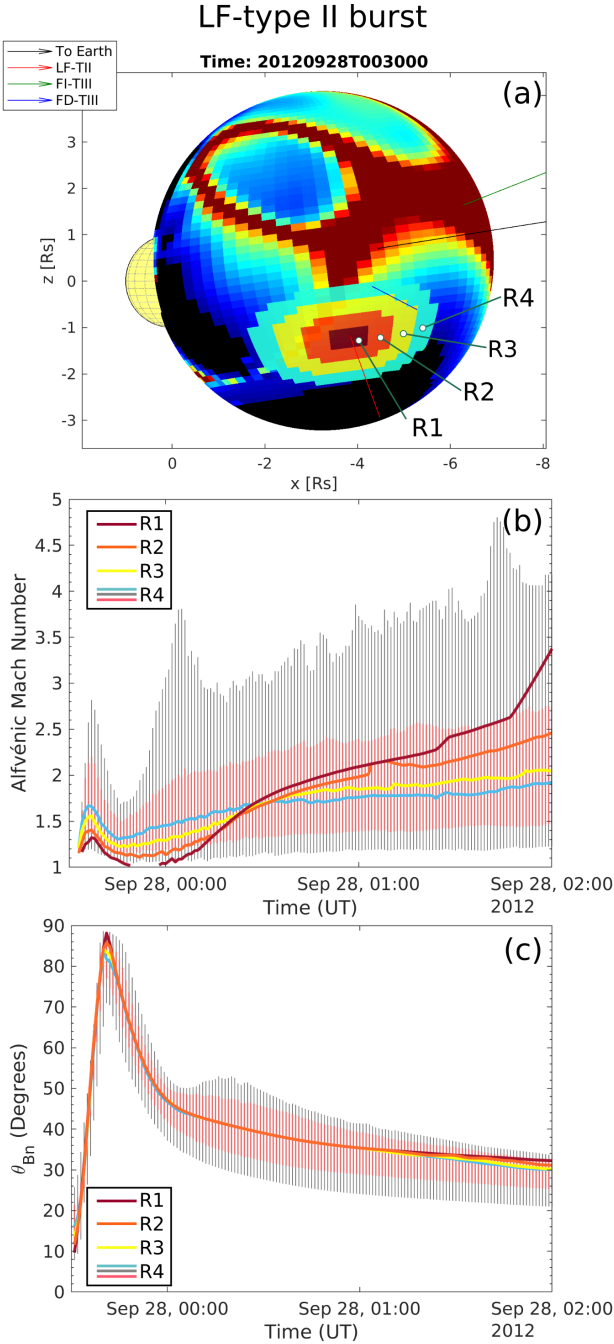 LF-type II burst
To Earth
LF-TII
FI-TIII
FD-TIII
Time: 20120928T003000
(a)
z [Rs]
3
2
1
0
-1
-2
-3
R4
R3
R2
R1
0 -2 -4 -6 -8
x [Rs]
(b)
R1
R2
R3
R4
Alfvénic Mach Number
5
4.5
4
3.5
3
2.5
2
1.5
1
Sep 28, 00:00 Sep 28, 01:00 Sep 28, 02:00
Time (UT) 2012
(c)
θBn (Degrees)
90
80
70
60
50
40
30
20
10
0
R1
R2
R3
R4
Sep 28, 00:00 Sep 28, 01:00 Sep 28, 02:00
Time (UT) 2012